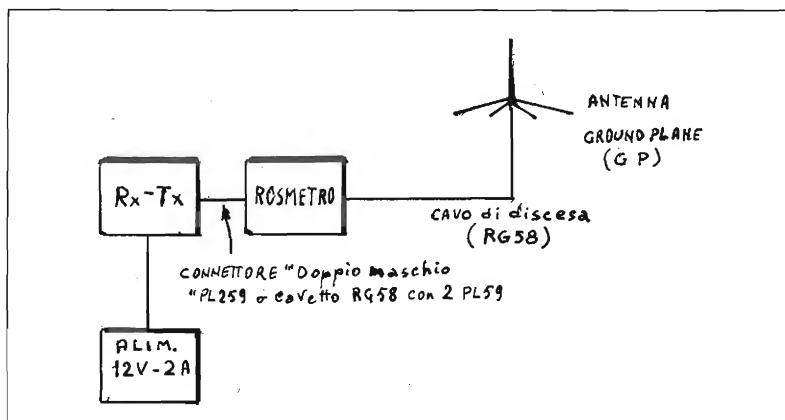 ANTENNA
GROUND PLANE
(GP)
Rx-Tx
ROSMETRO
CAVO di discesa
(RG58)
CONNETTORE "Doppio maschio
"PL259 o cavetto RG58 con 2 PL59
ALIM.
12V-2A